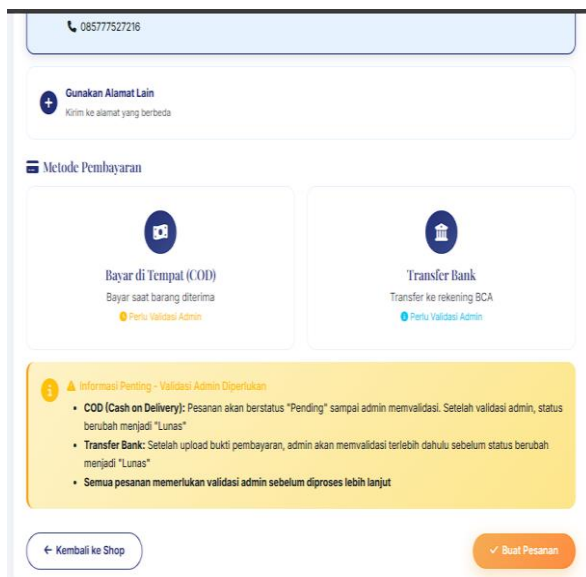 085777527216
Gunakan Alamat Lain
Kirim ke alamat yang berbeda
Metode Pembayaran
Bayar di Tempat (COD)
Bayar saat barang diterima
Perlu Validasi Admin
Transfer Bank
Transfer ke rekening BCA
Perlu Validasi Admin
Informasi Penting - Validasi Admin Diperlukan
• COD (Cash on Delivery): Pesanan akan berstatus "Pending" sampai admin memvalidasi. Setelah validasi admin, status
berubah menjadi "Lunas"
• Transfer Bank: Setelah upload bukti pembayaran, admin akan memvalidasi terlebih dahulu sebelum status berubah
menjadi "Lunas"
• Semua pesanan memerlukan validasi admin sebelum diproses lebih lanjut
← Kembali ke Shop
✓ Buat Pesanan